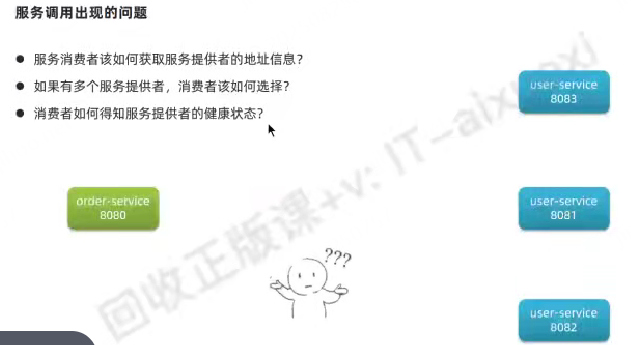 服务调用出现的问题
● 服务消费者该如何获取服务提供者的地址信息？
● 如果有多个服务提供者，消费者该如何选择？
● 消费者如何得知服务提供者的健康状态？
user-service
8083
order-service
8080
user-service
8081
???
user-service
8082
回收正版课+v: IT-aix